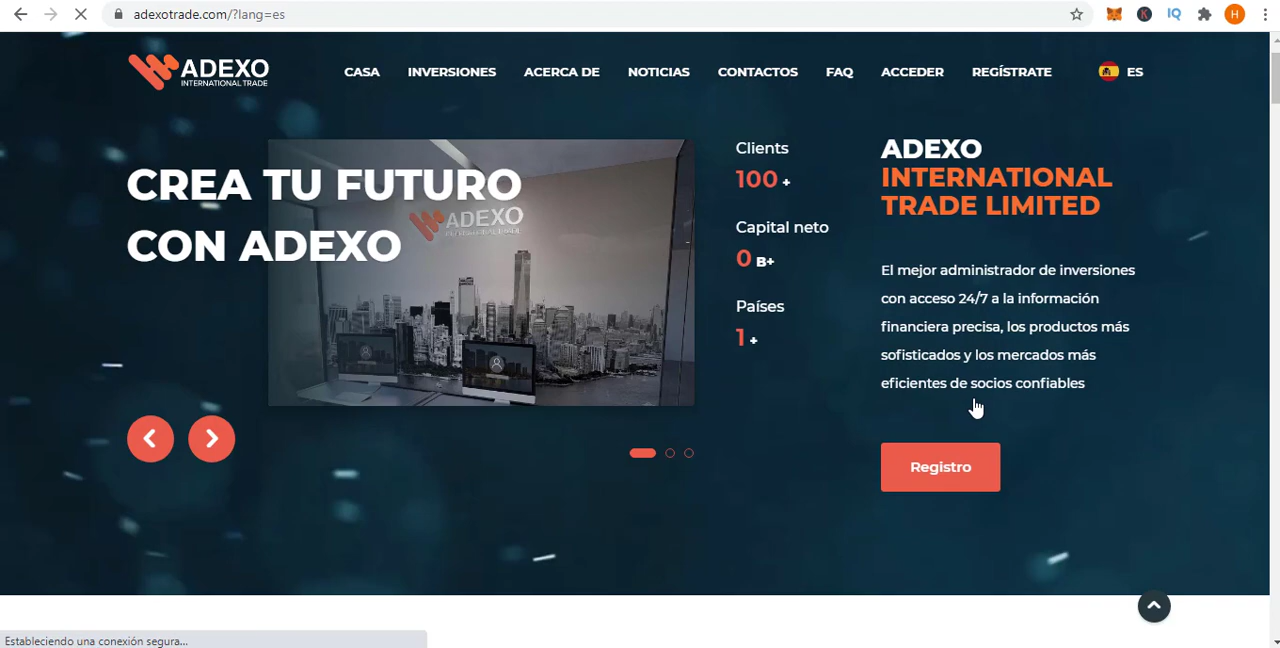 adexotrade.com/?lang=es
K
IQ
H
ADEXO
INTERNATIONAL TRADE
CASA
INVERSIONES
ACERCA DE
NOTICIAS
CONTACTOS
FAQ
ACCEDER
REGÍSTRATE
ES
CREA TU FUTURO
CON ADEXO
ADEXO
INTERNATIONAL TRADE
Clients
100 +
Capital neto
0 B+
Países
1 +
ADEXO
INTERNATIONAL
TRADE LIMITED
El mejor administrador de inversiones
con acceso 24/7 a la información
financiera precisa, los productos más
sofisticados y los mercados más
eficientes de socios confiables
Registro
Estableciendo una conexión segura...